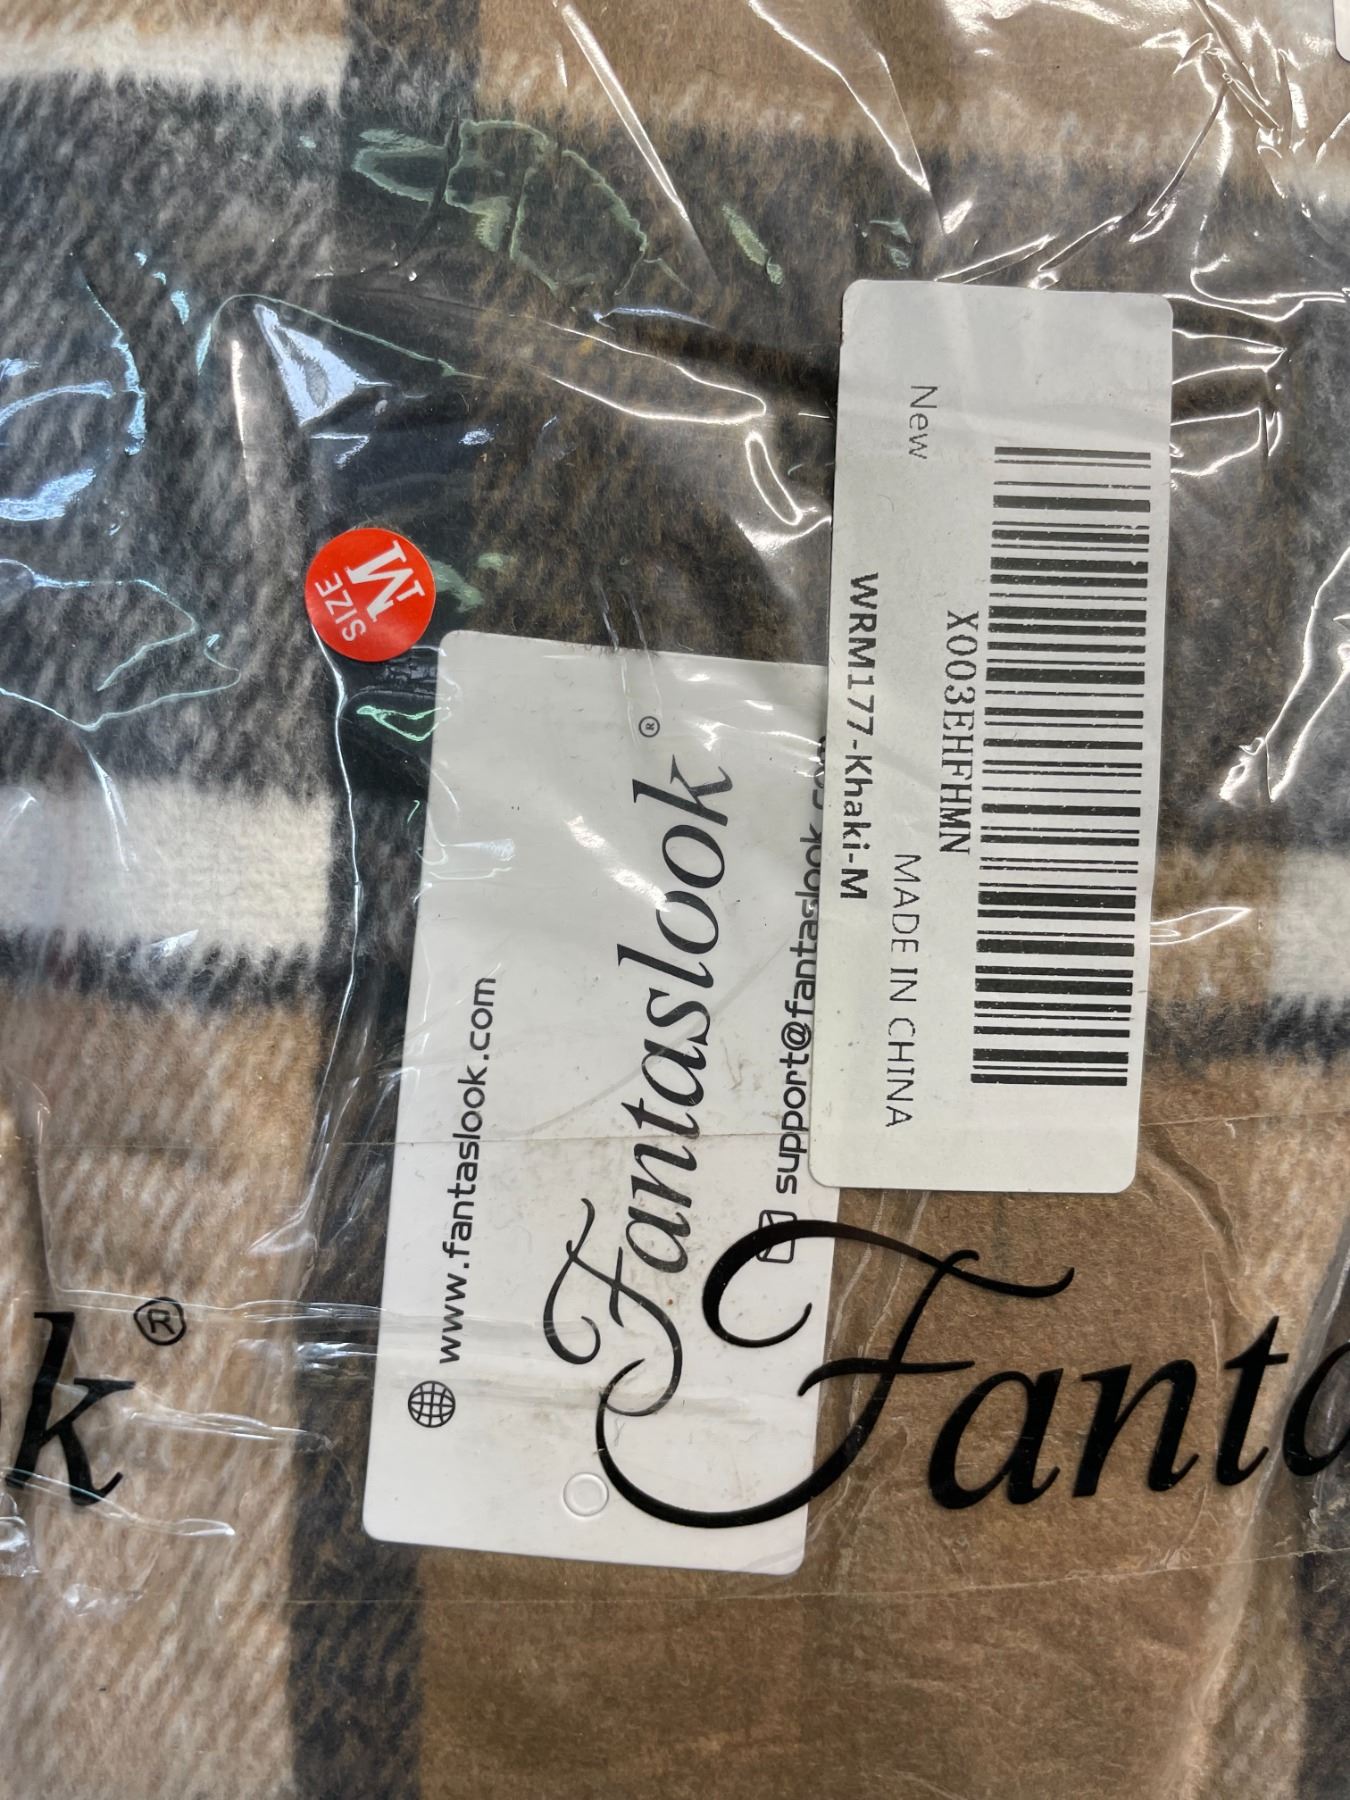 M
SIZE
X003EHFHMN
New
MADE IN CHINA
WRM177-Khaki-M
www.fantaslook.com
Fantaslook®
support@fantaslook.com
k®
Fanta